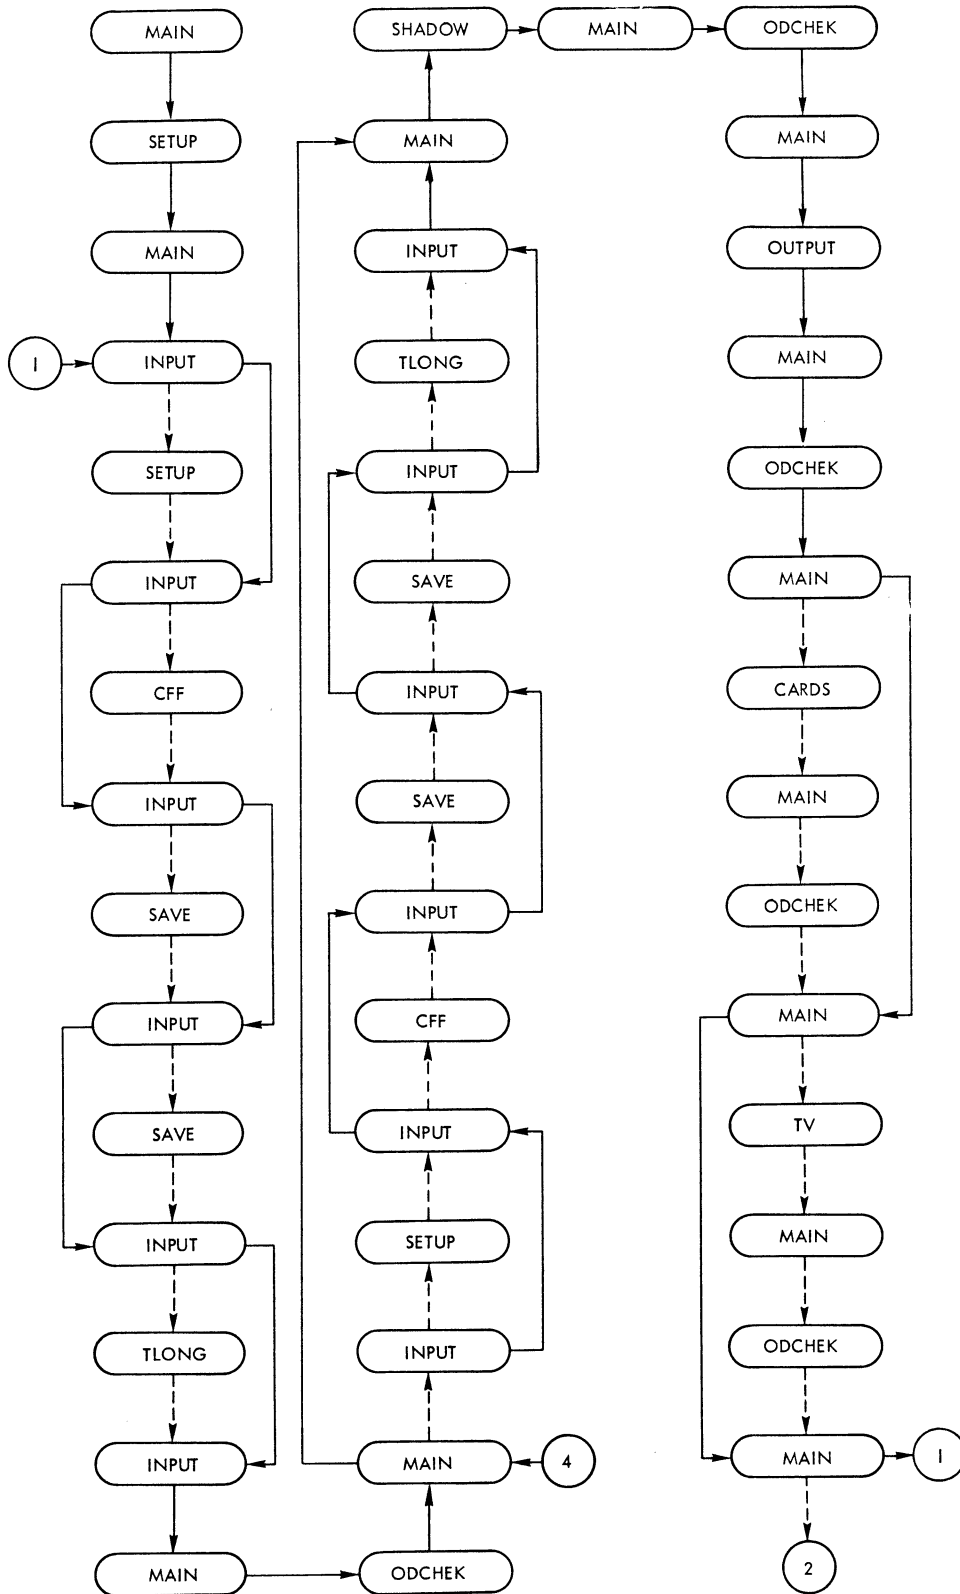 MAIN
SETUP
MAIN
1
INPUT
SETUP
INPUT
CFF
INPUT
SAVE
INPUT
SAVE
INPUT
TLONG
INPUT
MAIN
SHADOW
MAIN
INPUT
TLONG
INPUT
SAVE
INPUT
SAVE
INPUT
CFF
INPUT
SETUP
INPUT
MAIN
4
ODCHEK
MAIN
ODCHEK
MAIN
OUTPUT
MAIN
ODCHEK
MAIN
CARDS
MAIN
ODCHEK
MAIN
TV
MAIN
ODCHEK
MAIN
1
2